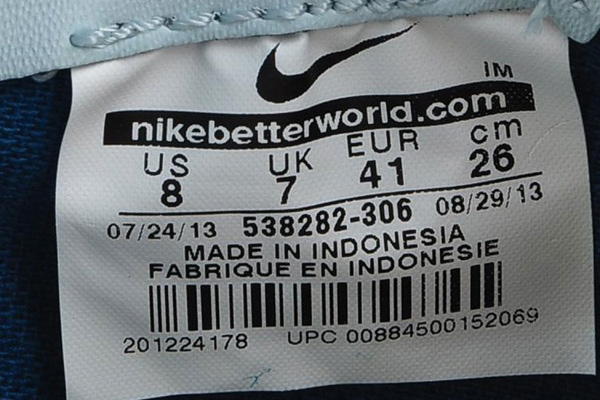 IM
nikebetterworld.com
US UK EUR cm
8 7 41 26
07/24/13 538282-306 08/29/13
MADE IN INDONESIA
FABRIQUE EN INDONESIE
201224178 UPC 00884500152069